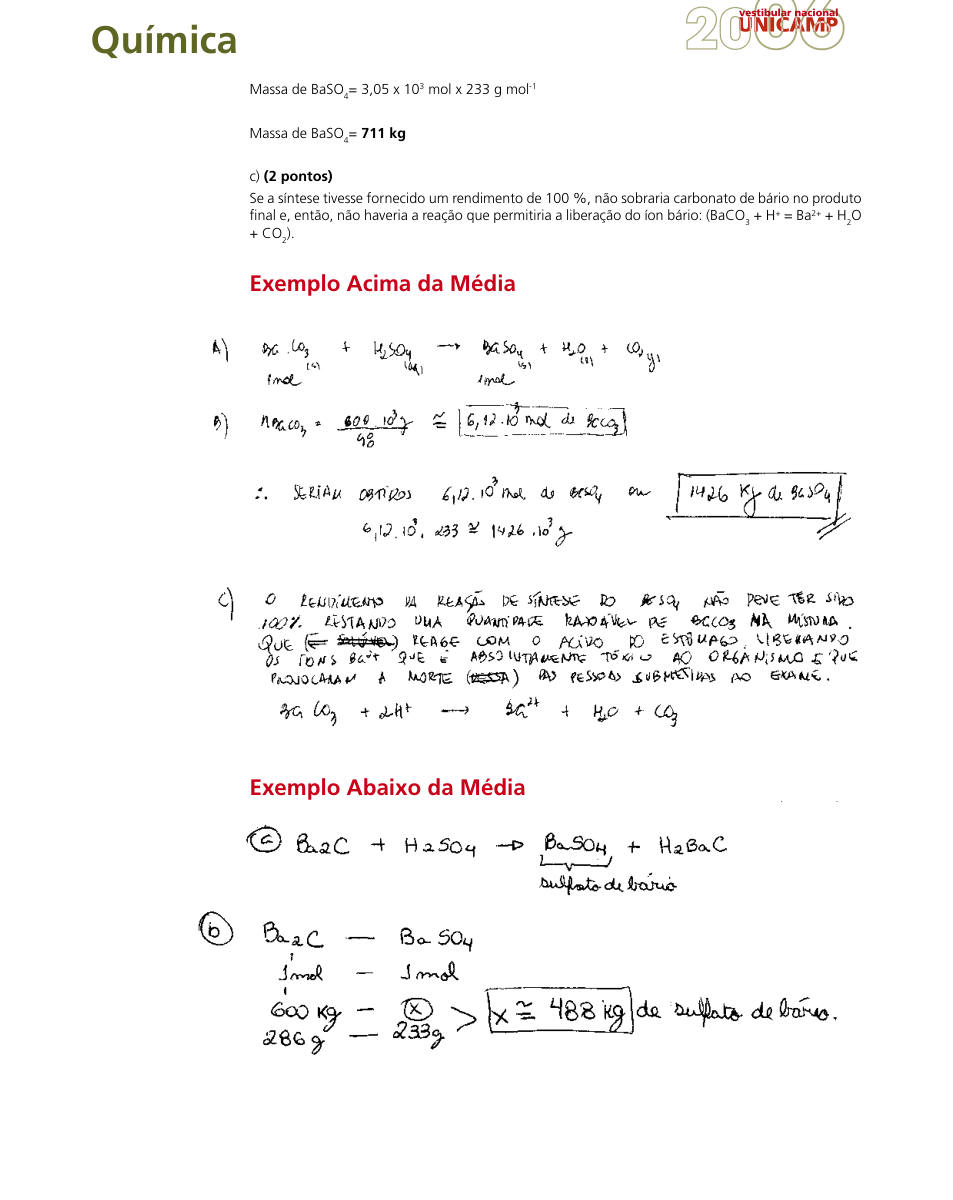 Química
2006
vestibular nacional
UNICAMP
Massa de BaSO₄= 3,05 x 10³ mol x 233 g mol⁻¹
Massa de BaSO₄= 711 kg
c) (2 pontos)
Se a síntese tivesse fornecido um rendimento de 100 %, não sobraria carbonato de bário no produto
final e, então, não haveria a reação que permitiria a liberação do íon bário: (BaCO₃ + H⁺ = Ba²⁺ + H₂O
+ CO₂).
Exemplo Acima da Média
A) BaCO₃(s) + H₂SO₄(aq) → BaSO₄(s) + H₂O(l) + CO₂(g)
1mol 1mol
B) nBaCO₃ = 600 10³g / 98 ≅ 6,12.10³ mol de BaCO₃
∴ SERIAM OBTIDOS 6,12.10³ mol de BaSO₄ ou 1426 Kg de BaSO₄
6,12.10³. 233 ≅ 1426.10³ g
C) O RENDIMENTO DA REAÇÃO DE SÍNTESE DO BaSO₄ NÃO DEVE TER SIDO
100% RESTANDO UMA QUANTIDADE RAZOÁVEL DE BaCO₃ NA MISTURA.
QUE (É SOLÚVEL) REAGE COM O ÁCIDO DO ESTÔMAGO, LIBERANDO
OS ÍONS Ba²⁺ QUE É ABSOLUTAMENTE TÓXICO AO ORGANISMO E QUE
PROVOCARAM A MORTE (DESSA) DAS PESSOAS SUBMETIDAS AO EXAME.
BaCO₃ + 2H⁺ → Ba²⁺ + H₂O + CO₂
Exemplo Abaixo da Média
a Ba2C + H2SO4 → BaSO4 + H2BaC
sulfato de bário
b Ba2C — BaSO4
1mol — 1mol
600 Kg — x > x ≅ 488 kg de sulfato de bário.
286g — 233g